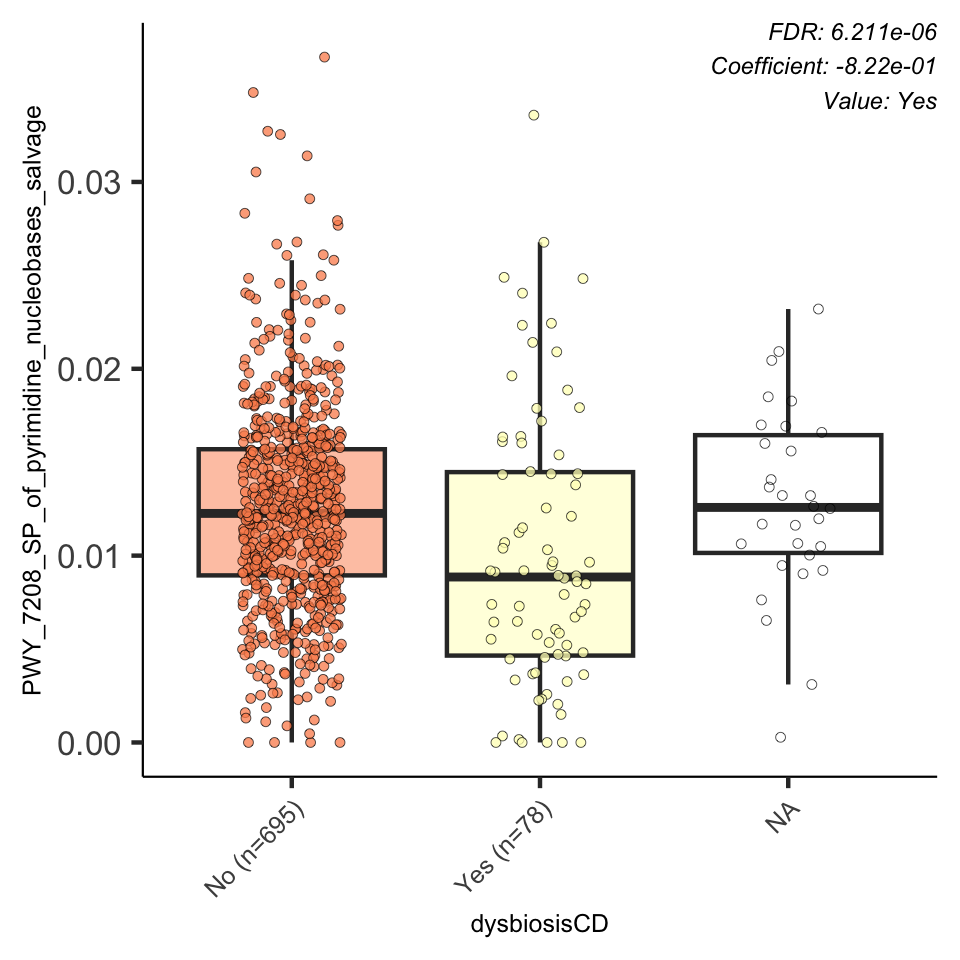 FDR: 6.211e-06
Coefficient: -8.22e-01
Value: Yes
PWY_7208_SP_of_pyrimidine_nucleobases_salvage
0.03
0.02
0.01
0.00
No (n=695)
Yes (n=78)
NA
dysbiosisCD